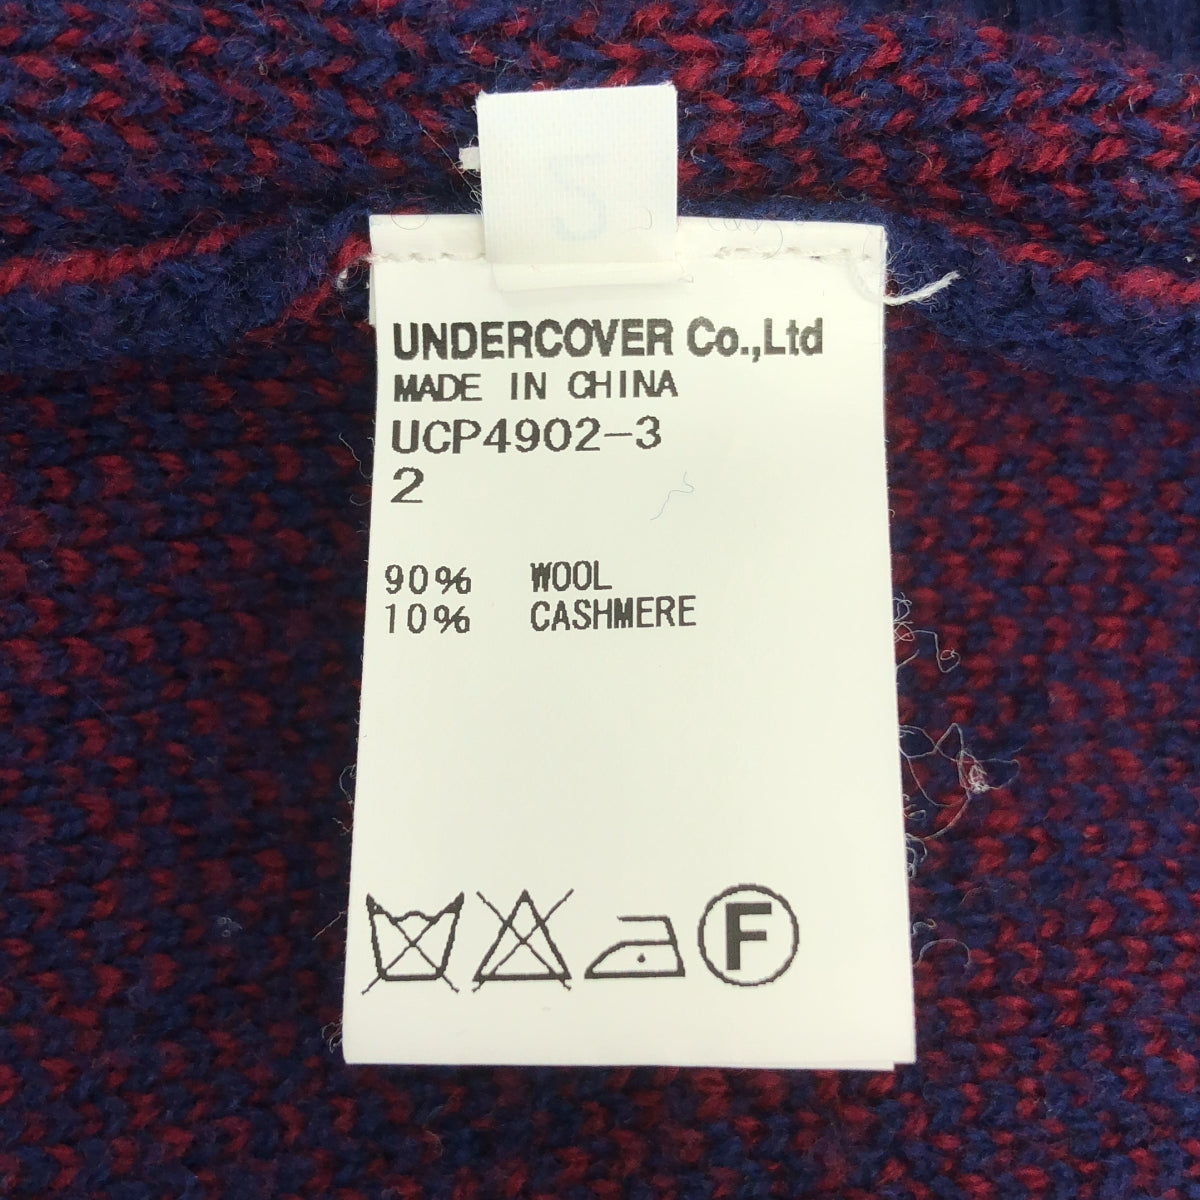 UNDERCOVER Co.,Ltd
MADE IN CHINA
UCP4902-3
2
90% WOOL
10% CASHMERE
F